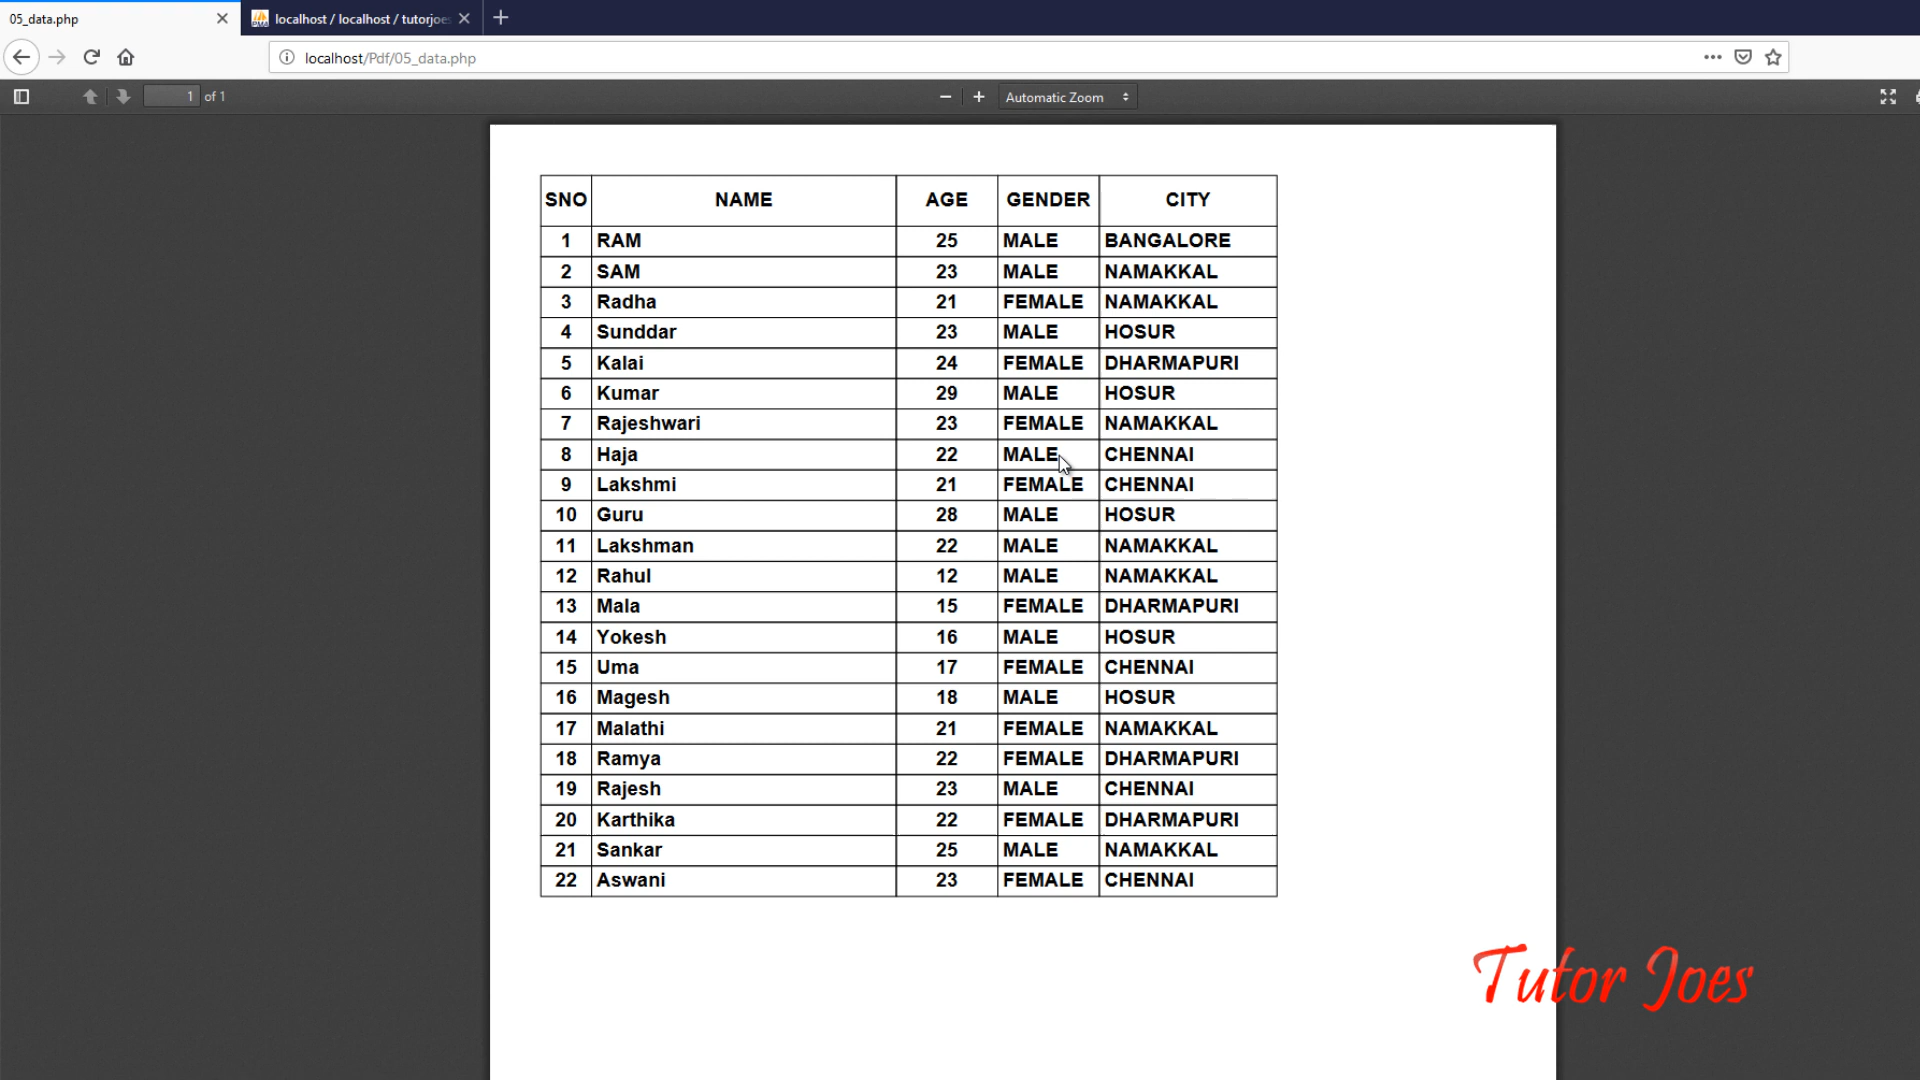 05_data.php
localhost / localhost / tutorjoes
localhost/Pdf/05_data.php
1 of 1
Automatic Zoom
SNO NAME AGE GENDER CITY
1 RAM 25 MALE BANGALORE
2 SAM 23 MALE NAMAKKAL
3 Radha 21 FEMALE NAMAKKAL
4 Sunddar 23 MALE HOSUR
5 Kalai 24 FEMALE DHARMAPURI
6 Kumar 29 MALE HOSUR
7 Rajeshwari 23 FEMALE NAMAKKAL
8 Haja 22 MALE CHENNAI
9 Lakshmi 21 FEMALE CHENNAI
10 Guru 28 MALE HOSUR
11 Lakshman 22 MALE NAMAKKAL
12 Rahul 12 MALE NAMAKKAL
13 Mala 15 FEMALE DHARMAPURI
14 Yokesh 16 MALE HOSUR
15 Uma 17 FEMALE CHENNAI
16 Magesh 18 MALE HOSUR
17 Malathi 21 FEMALE NAMAKKAL
18 Ramya 22 FEMALE DHARMAPURI
19 Rajesh 23 MALE CHENNAI
20 Karthika 22 FEMALE DHARMAPURI
21 Sankar 25 MALE NAMAKKAL
22 Aswani 23 FEMALE CHENNAI
Tutor Joes